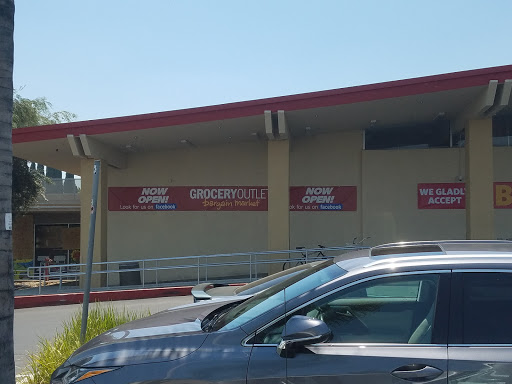 NOW
OPEN!
Look for us on facebook
GROCERY OUTLET
bargain market
NOW
OPEN!
Look for us on facebook
WE GLADLY
ACCEPT